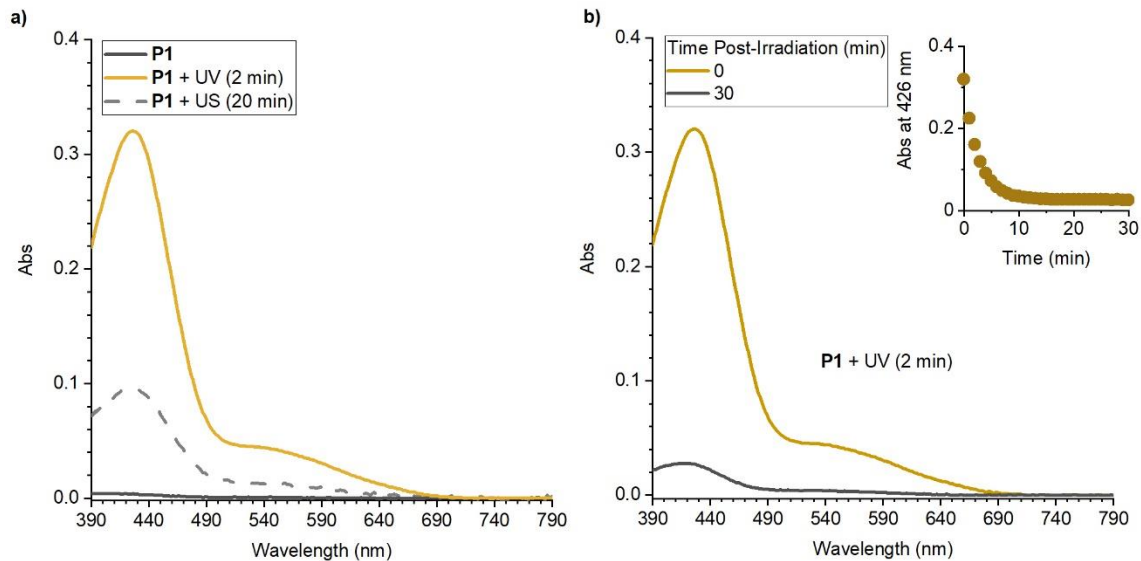 a)
0.4
0.3
0.2
0.1
0.0
Abs
P1
P1 + UV (2 min)
P1 + US (20 min)
390 440 490 540 590 640 690 740 790
Wavelength (nm)
b)
0.4
0.3
0.2
0.1
0.0
Abs
Time Post-Irradiation (min)
0
30
P1 + UV (2 min)
390 440 490 540 590 640 690 740 790
Wavelength (nm)
0.4
0.2
0
Abs at 426 nm
0 10 20 30
Time (min)